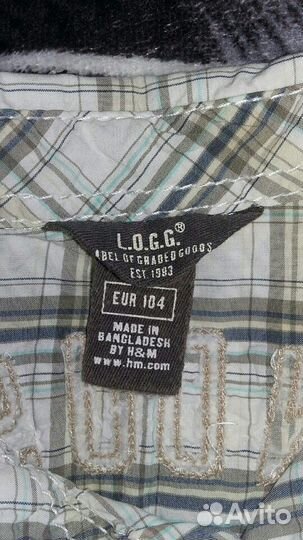 L.O.G.G.®
LABEL OF GRADED GOODS
EST 1983
EUR 104
MADE IN
BANGLADESH
BY H&M
www.hm.com
Avito